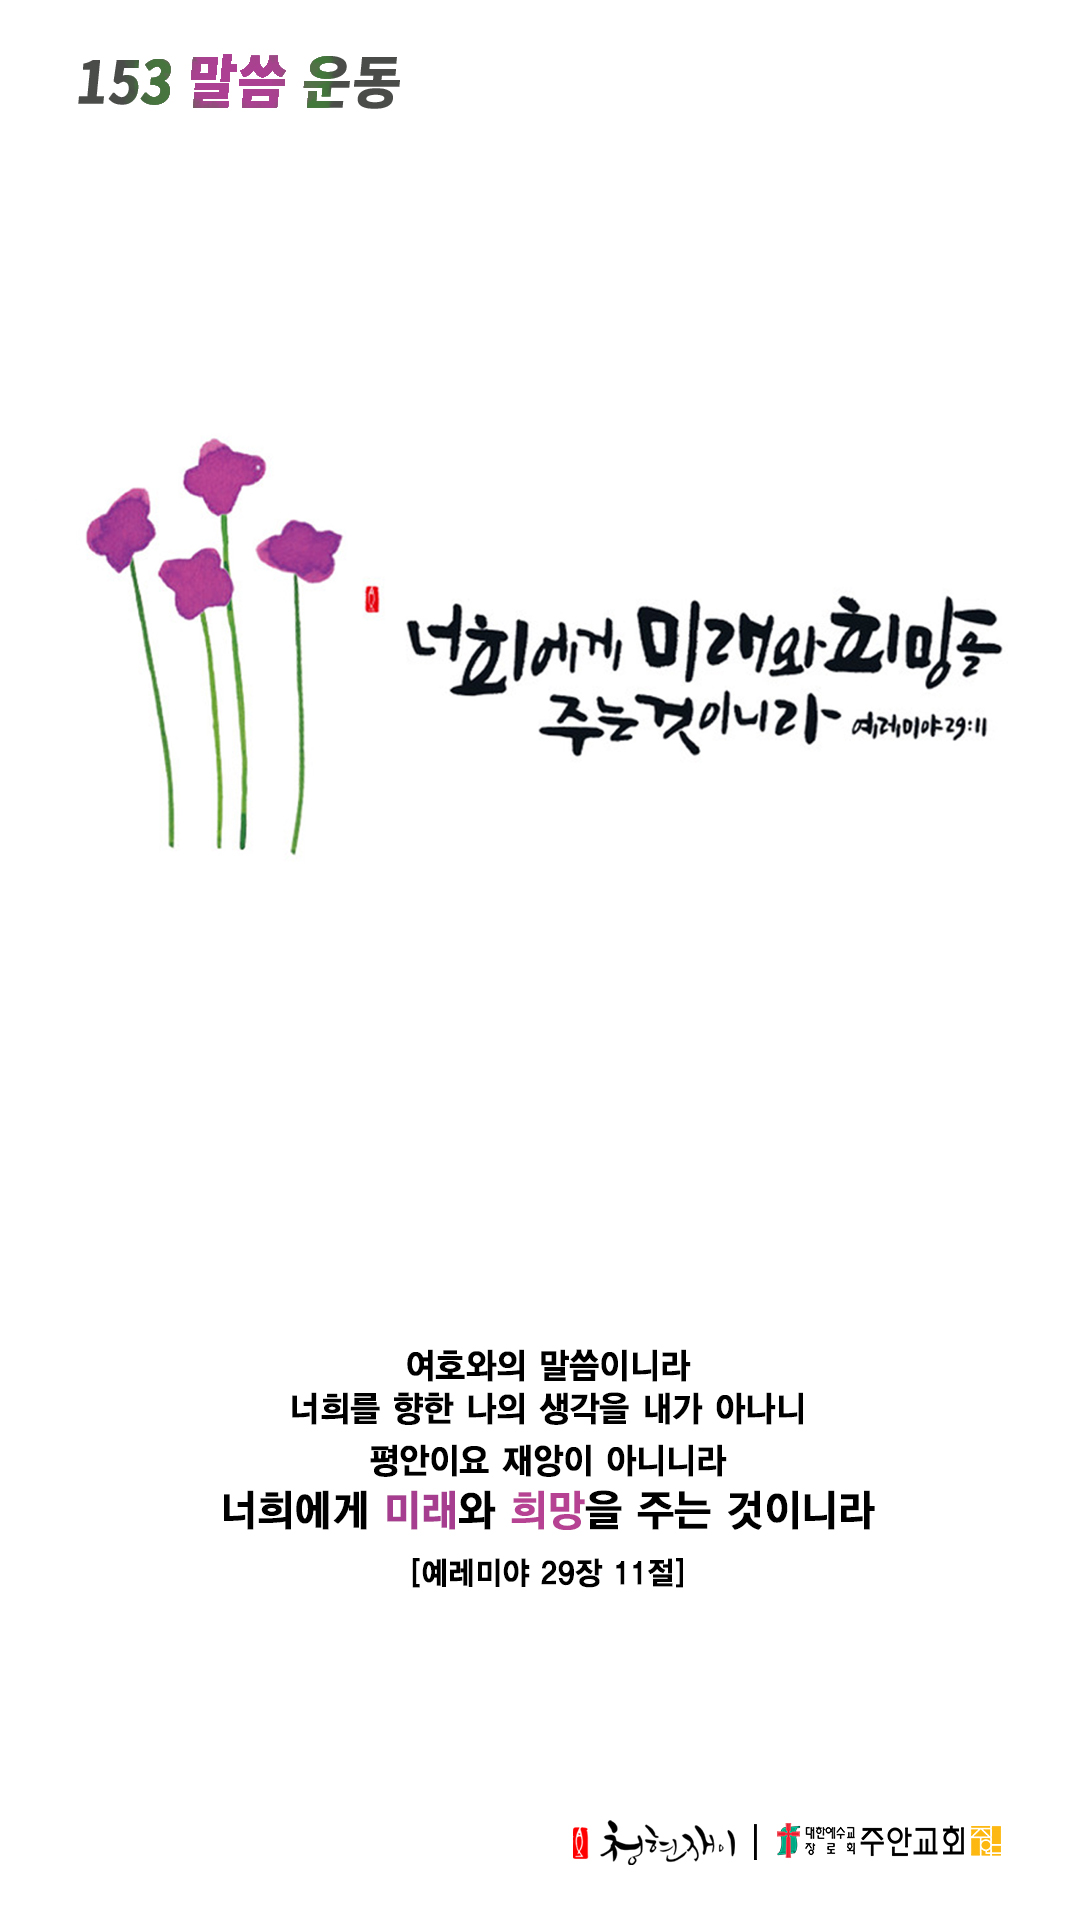 153 말씀 운동
너희에게 미래와 희망을
주는 것이니라 예레미야 29:11
여호와의 말씀이니라
너희를 향한 나의 생각을 내가 아나니
평안이요 재앙이 아니니라
너희에게 미래와 희망을 주는 것이니라
[예레미야 29장 11절]
청현재이 | 대한예수교
장로회 주안교회 주안